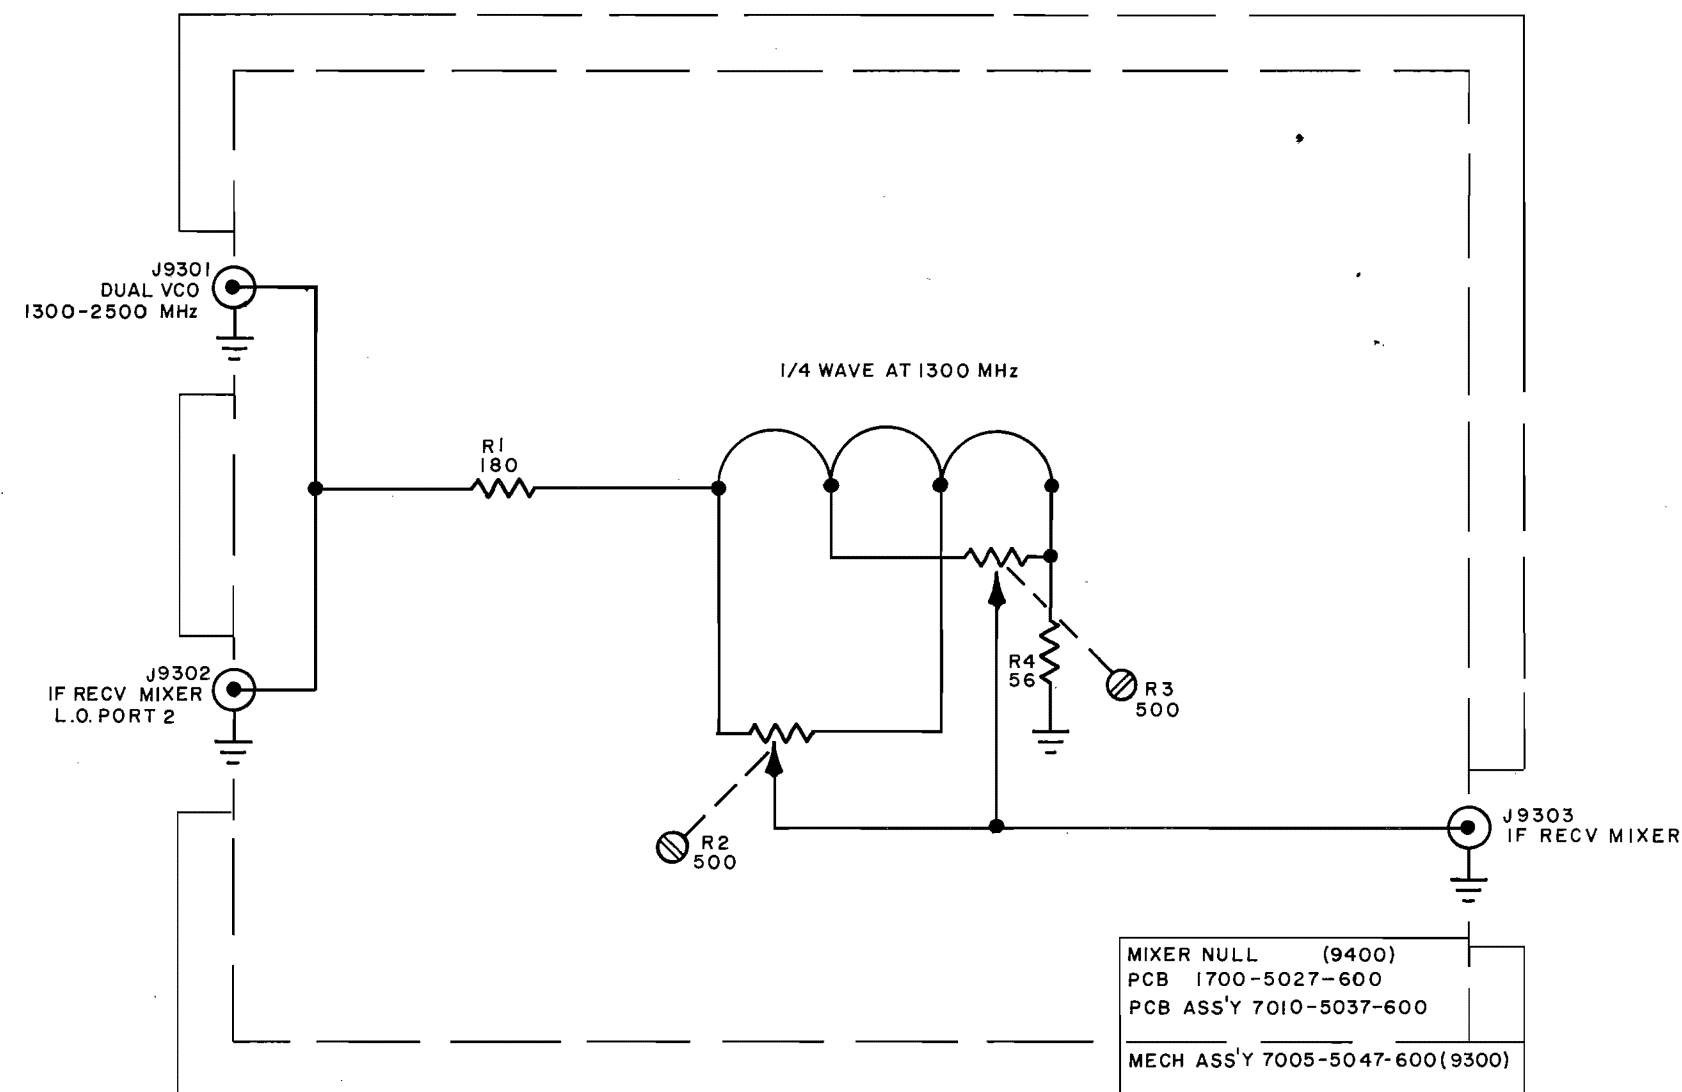 J9301
DUAL VCO
1300-2500 MHz
1/4 WAVE AT 1300 MHz
R1
180
J9302
IF RECV MIXER
L.O. PORT 2
R4
56
R3
500
R2
500
J9303
IF RECV MIXER
MIXER NULL (9400)
PCB 1700-5027-600
PCB ASS'Y 7010-5037-600
MECH ASS'Y 7005-5047-600(9300)